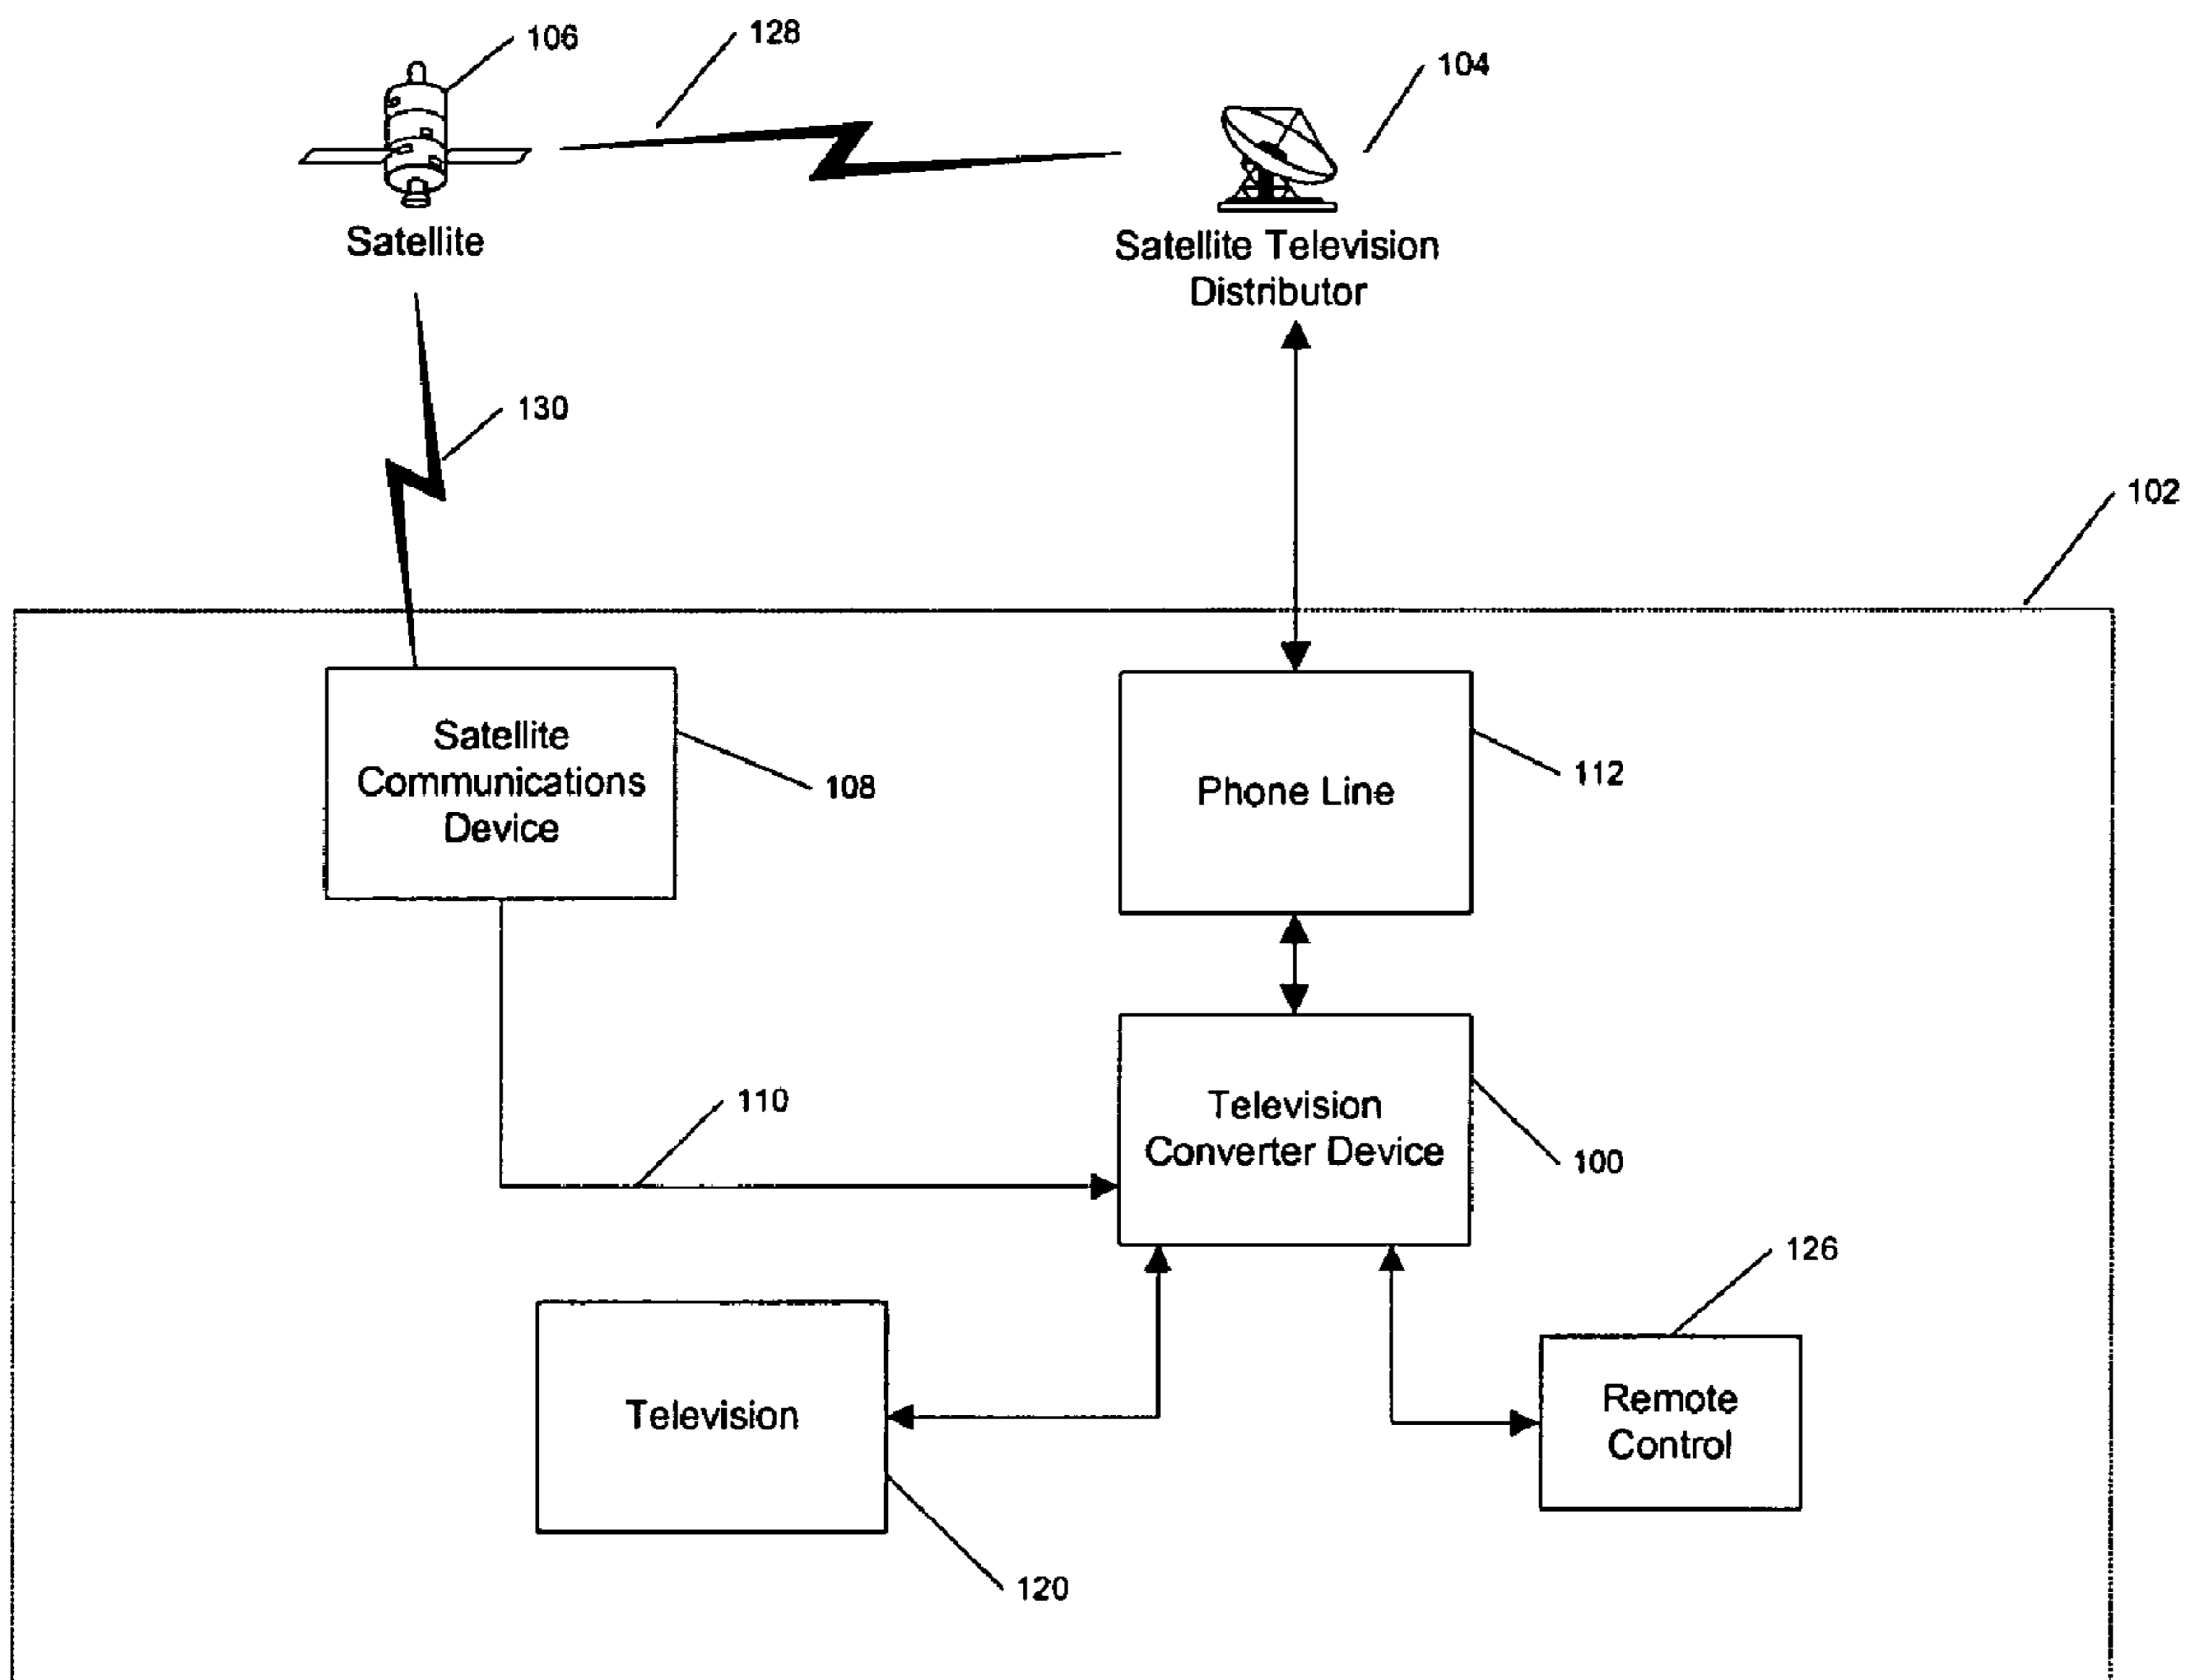 106
128
104
Satellite
Satellite Television
Distributor
130
102
Satellite
Communications
Device
108
Phone Line
112
110
Television
Converter Device
100
126
Television
Remote
Control
120